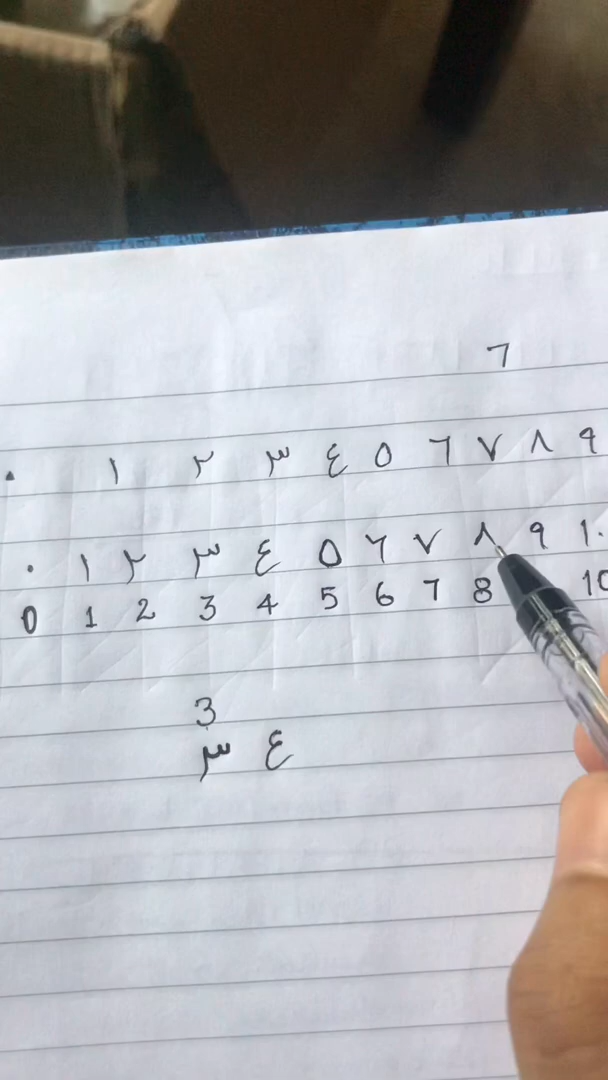 ٦
٠ ١ ٢ ٣ ٤ ٥ ٦ ٧ ٨ ٩
٠ ١ ٢ ٣ ٤ ٥ ٦ ٧ ٨ ٩ ١٠
0 1 2 3 4 5 6 7 8 10
3
٣ ٤